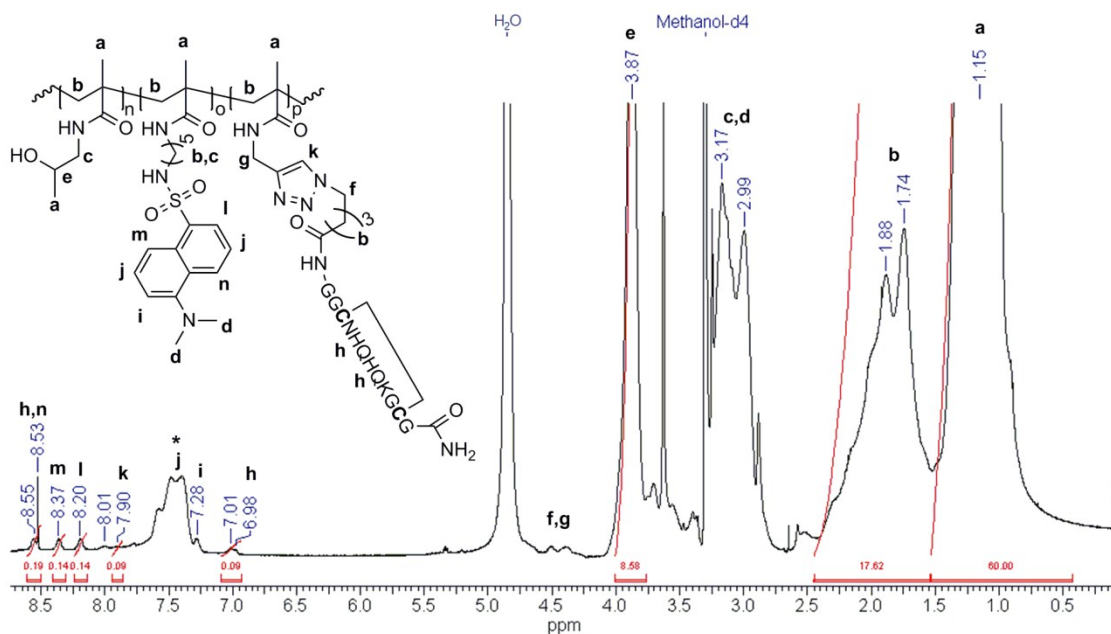 H₂O
Methanol-d4
a
a
a
e
3.87
a
1.15
b
b
b
n
o
p
HN
O
HN
O
HN
O
5
HO
c
b,c
g
k
e
a
HN
N
N=N
f
O
S
O
l
O
3
b
m
j
HN
j
n
GGCNHQHQKGCG
i
h
N
d
h
d
O
NH₂
c,d
3.17
2.99
b
1.88
1.74
h,n
8.55
8.53
m
8.37
l
8.20
k
8.01
7.90
*
j
i
7.28
h
7.01
6.98
f,g
0.19
0.14
0.14
0.09
0.09
8.58
17.62
60.00
8.5 8.0 7.5 7.0 6.5 6.0 5.5 5.0 4.5 4.0 3.5 3.0 2.5 2.0 1.5 1.0 0.5
ppm